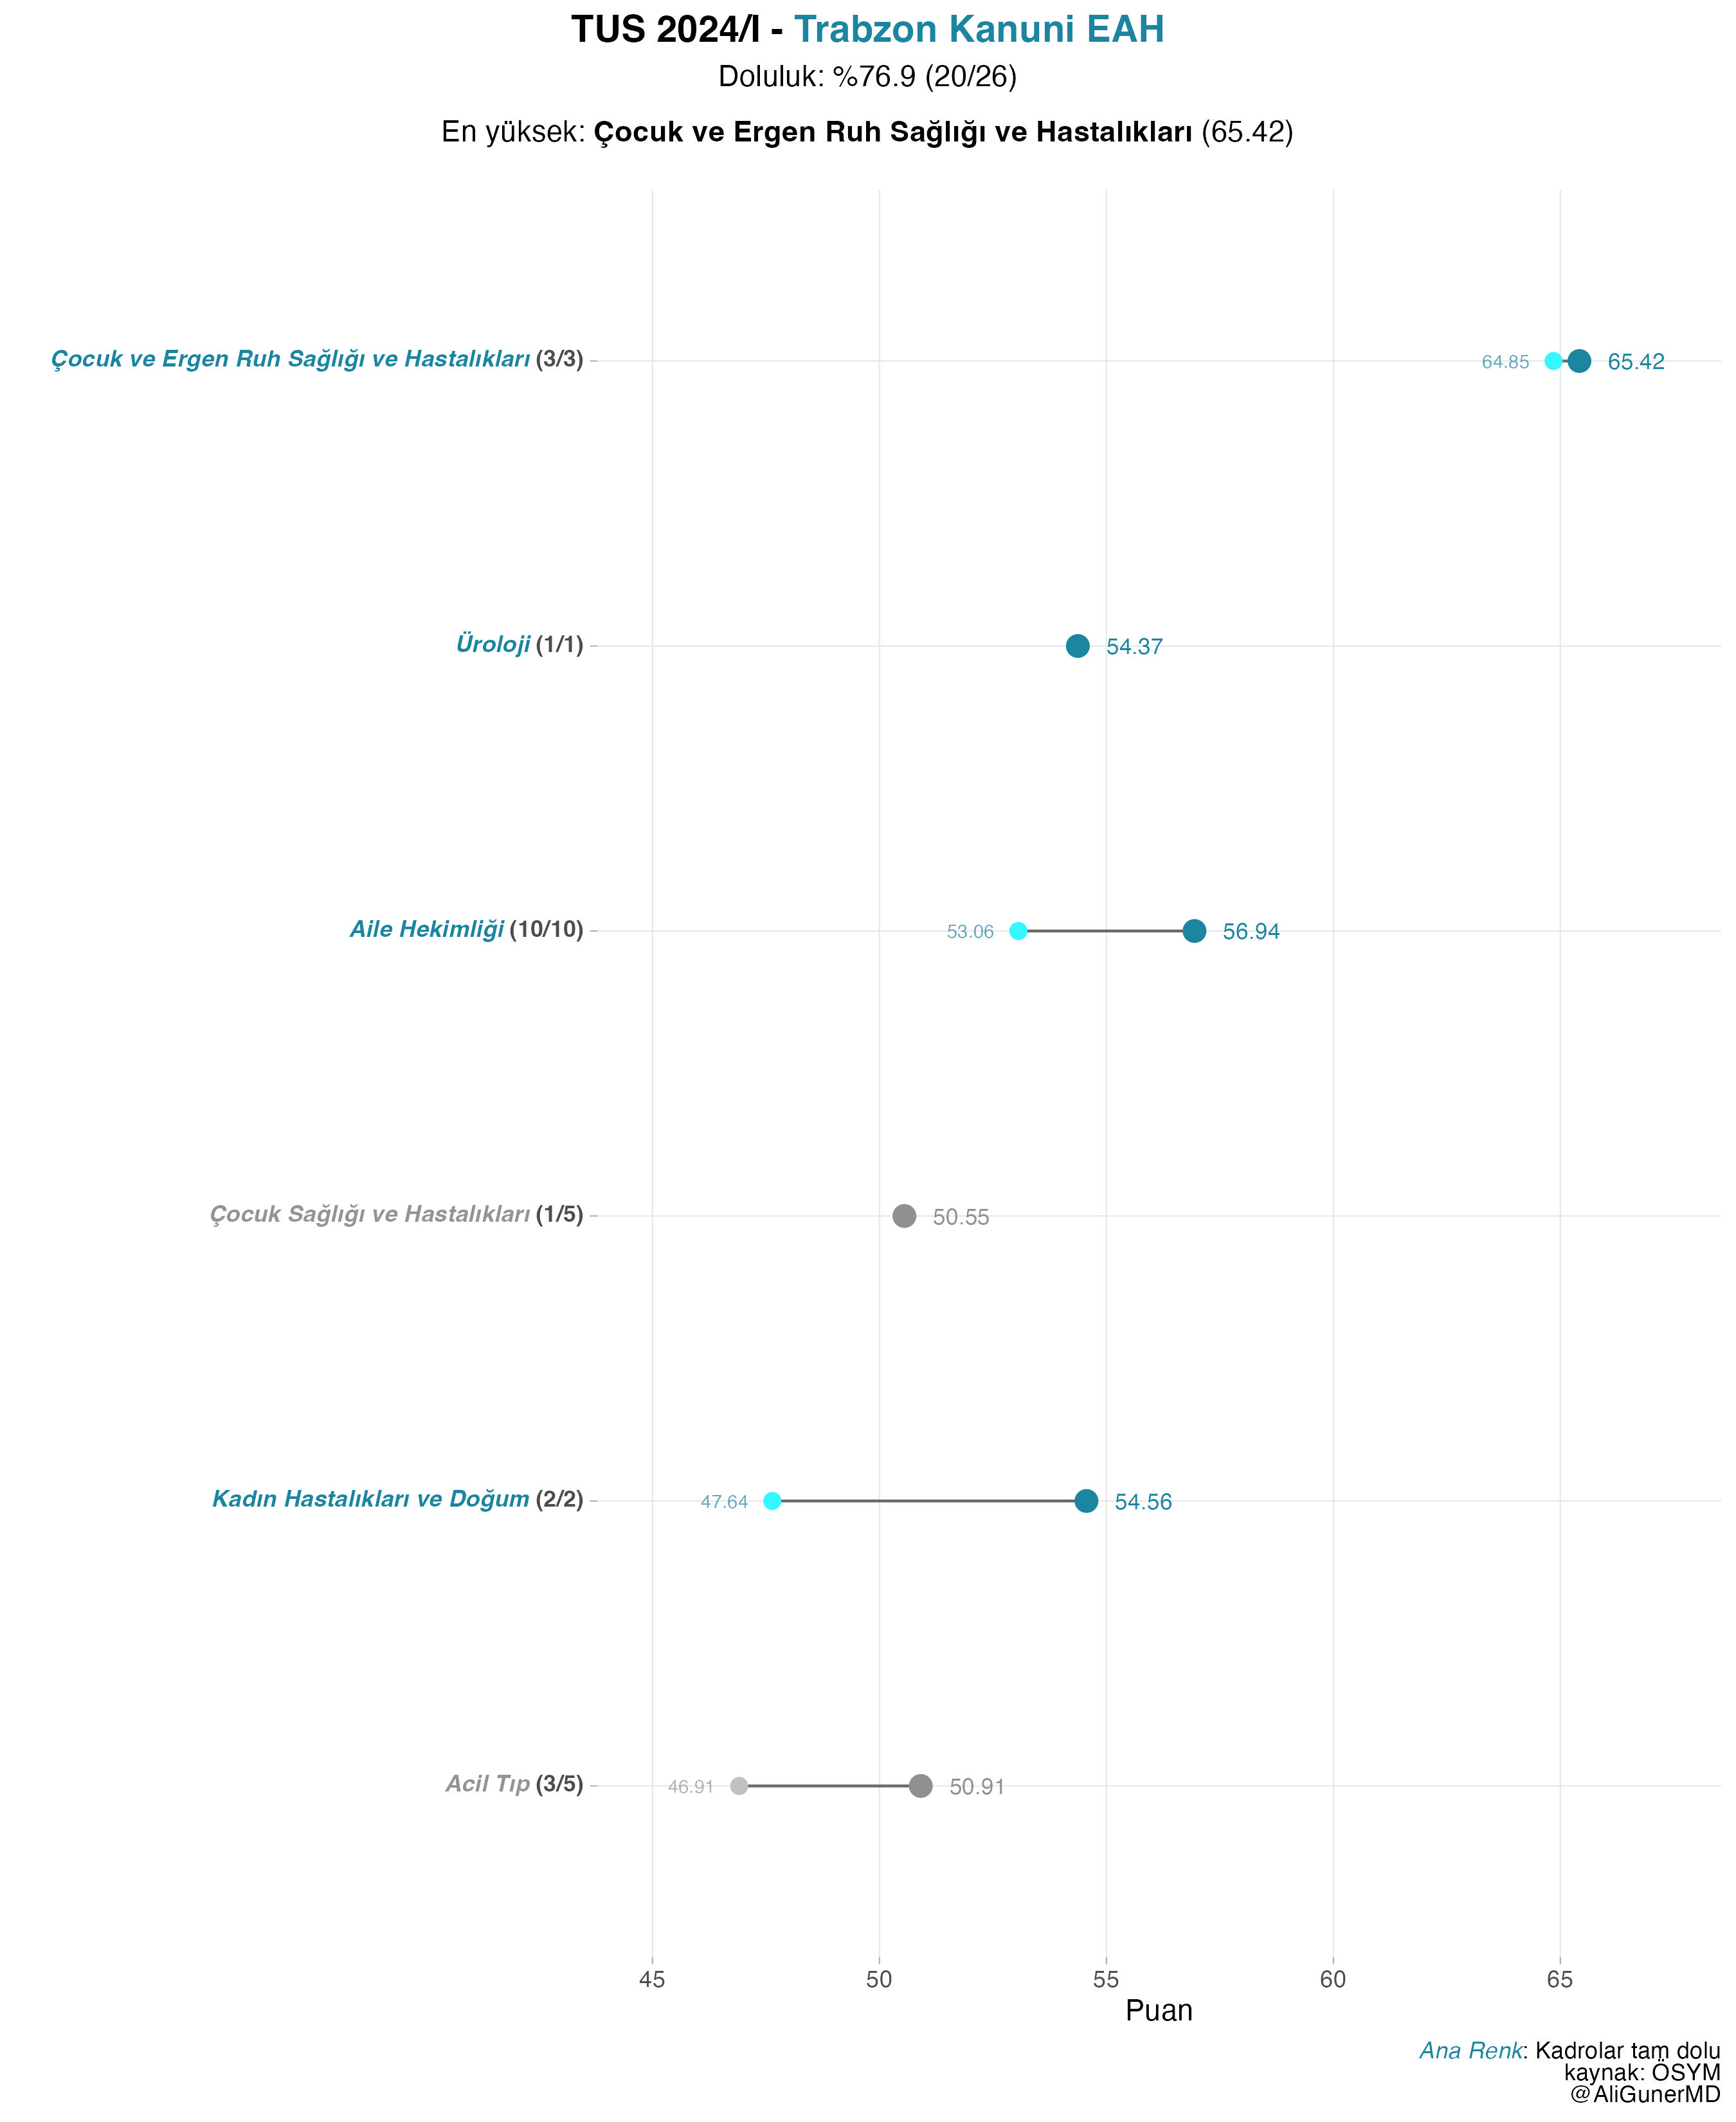 TUS 2024/I - Trabzon Kanuni EAH
Doluluk: %76.9 (20/26)
En yüksek: Çocuk ve Ergen Ruh Sağlığı ve Hastalıkları (65.42)
Çocuk ve Ergen Ruh Sağlığı ve Hastalıkları (3/3) 64.85 65.42
Üroloji (1/1) 54.37
Aile Hekimliği (10/10) 53.06 56.94
Çocuk Sağlığı ve Hastalıkları (1/5) 50.55
Kadın Hastalıkları ve Doğum (2/2) 47.64 54.56
Acil Tıp (3/5) 46.91 50.91
45 50 55 60 65
Puan
Ana Renk: Kadrolar tam dolu
kaynak: ÖSYM
@AliGunerMD